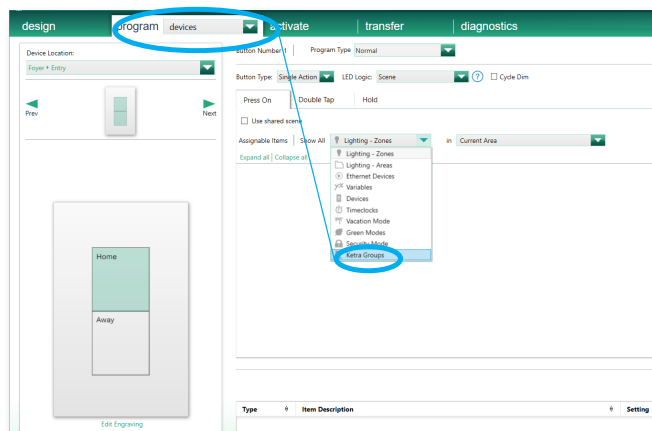 design program devices activate transfer diagnostics
Device Location:
Foyer ▸ Entry
Prev Next
Home
Away
Edit Engraving
Button Number 1 Program Type Normal
Button Type: Single Action LED Logic: Scene ? Cycle Dim
Press On Double Tap Hold
Use shared scene
Assignable Items Show All Lighting - Zones in Current Area
Expand all Collapse all
Lighting - Zones
Lighting - Areas
Ethernet Devices
Variables
Devices
Timeclocks
Vacation Mode
Green Modes
Security Mode
Ketra Groups
Type Item Description Setting